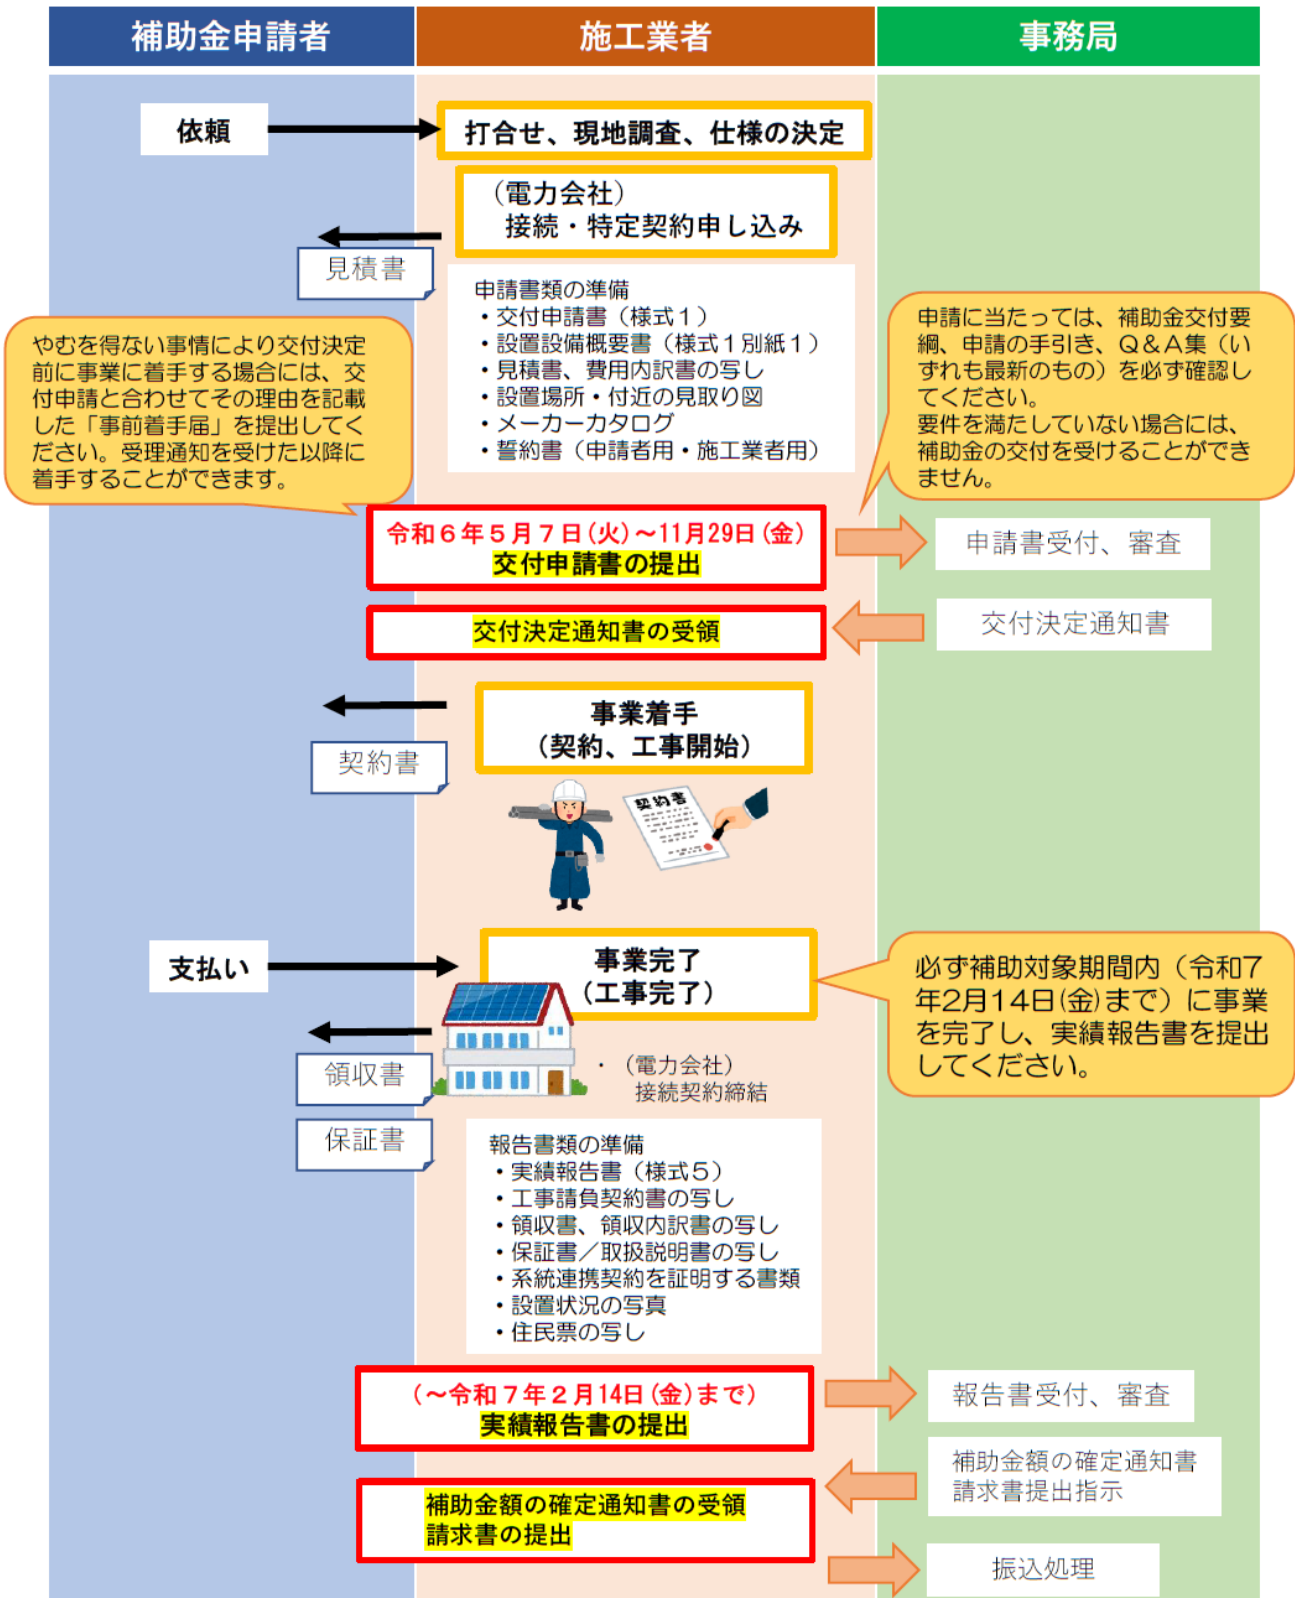 補助金申請者
施工業者
事務局
依頼
打合せ、現地調査、仕様の決定
（電力会社）
接続・特定契約申し込み
見積書
申請書類の準備
・交付申請書（様式１）
・設置設備概要書（様式１別紙１）
・見積書、費用内訳書の写し
・設置場所・付近の見取り図
・メーカーカタログ
・誓約書（申請者用・施工業者用）
やむを得ない事情により交付決定
前に事業に着手する場合には、交
付申請と合わせてその理由を記載
した「事前着手届」を提出してく
ださい。受理通知を受けた以降に
着手することができます。
申請に当たっては、補助金交付要
綱、申請の手引き、Ｑ＆Ａ集（い
ずれも最新のもの）を必ず確認し
てください。
要件を満たしていない場合には、
補助金の交付を受けることができ
ません。
令和６年５月７日(火)～11月29日(金)
交付申請書の提出
申請書受付、審査
交付決定通知書の受領
交付決定通知書
事業着手
（契約、工事開始）
契約書
契約書
支払い
事業完了
（工事完了）
必ず補助対象期間内（令和7
年2月14日(金)まで）に事業
を完了し、実績報告書を提出
してください。
領収書
・（電力会社）
接続契約締結
保証書
報告書類の準備
・実績報告書（様式５）
・工事請負契約書の写し
・領収書、領収内訳書の写し
・保証書／取扱説明書の写し
・系統連携契約を証明する書類
・設置状況の写真
・住民票の写し
（～令和７年２月14日(金)まで）
実績報告書の提出
報告書受付、審査
補助金額の確定通知書
請求書提出指示
補助金額の確定通知書の受領
請求書の提出
振込処理